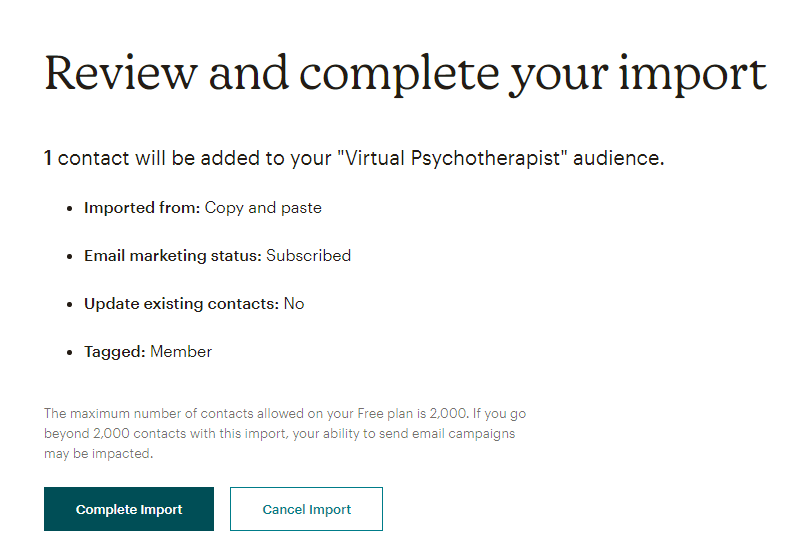 Review and complete your import
1 contact will be added to your "Virtual Psychotherapist" audience.
Imported from: Copy and paste
Email marketing status: Subscribed
Update existing contacts: No
Tagged: Member
The maximum number of contacts allowed on your Free plan is 2,000. If you go
beyond 2,000 contacts with this import, your ability to send email campaigns
may be impacted.
Complete Import
Cancel Import